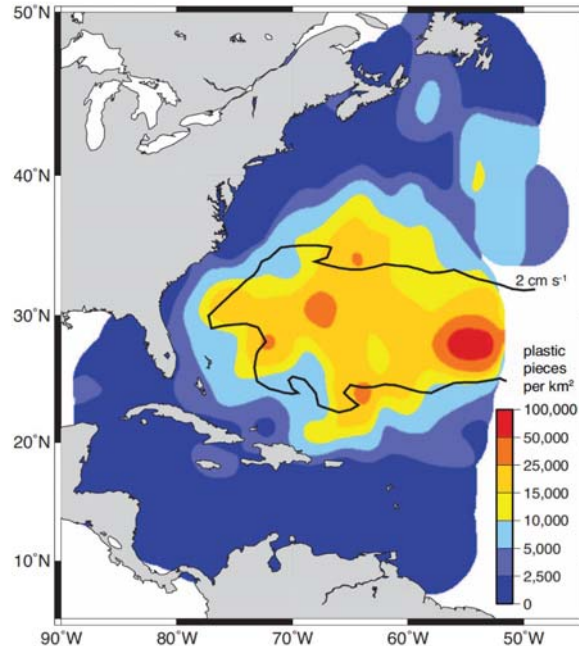 50˚N
40˚N
30˚N
20˚N
10˚N
2 cm s⁻¹
plastic
pieces
per km²
100,000
50,000
25,000
15,000
10,000
5,000
2,500
0
90˚W
80˚W
70˚W
60˚W
50˚W